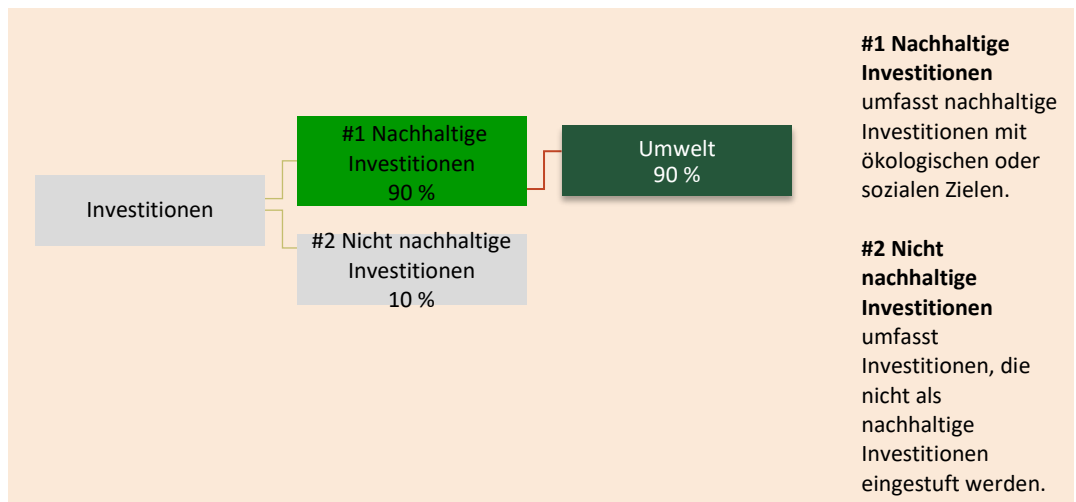 Investitionen
#1 Nachhaltige
Investitionen
90 %
#2 Nicht nachhaltige
Investitionen
10 %
Umwelt
90 %
#1 Nachhaltige
Investitionen
umfasst nachhaltige
Investitionen mit
ökologischen oder
sozialen Zielen.
#2 Nicht
nachhaltige
Investitionen
umfasst
Investitionen, die
nicht als
nachhaltige
Investitionen
eingestuft werden.